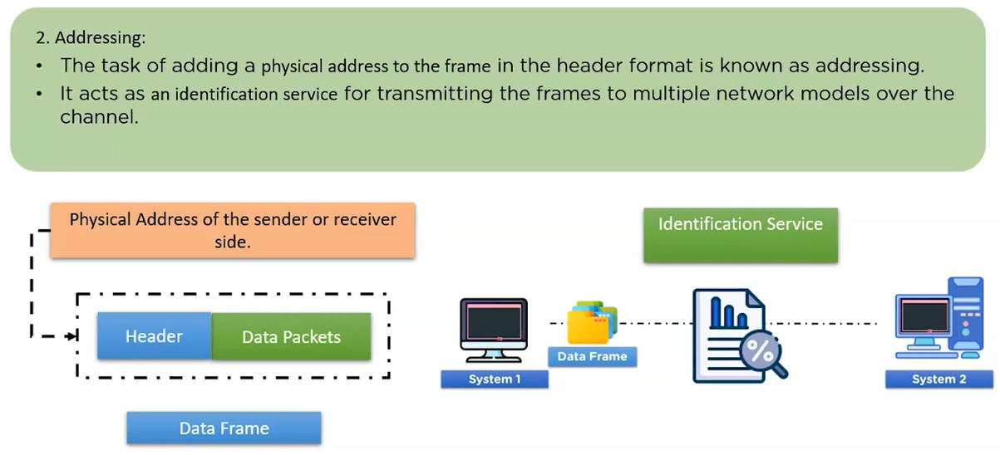 2. Addressing:
• The task of adding a physical address to the frame in the header format is known as addressing.
• It acts as an identification service for transmitting the frames to multiple network models over the
channel.
Physical Address of the sender or receiver
side.
Identification Service
Header
Data Packets
Data Frame
System 1
System 2
Data Frame
%